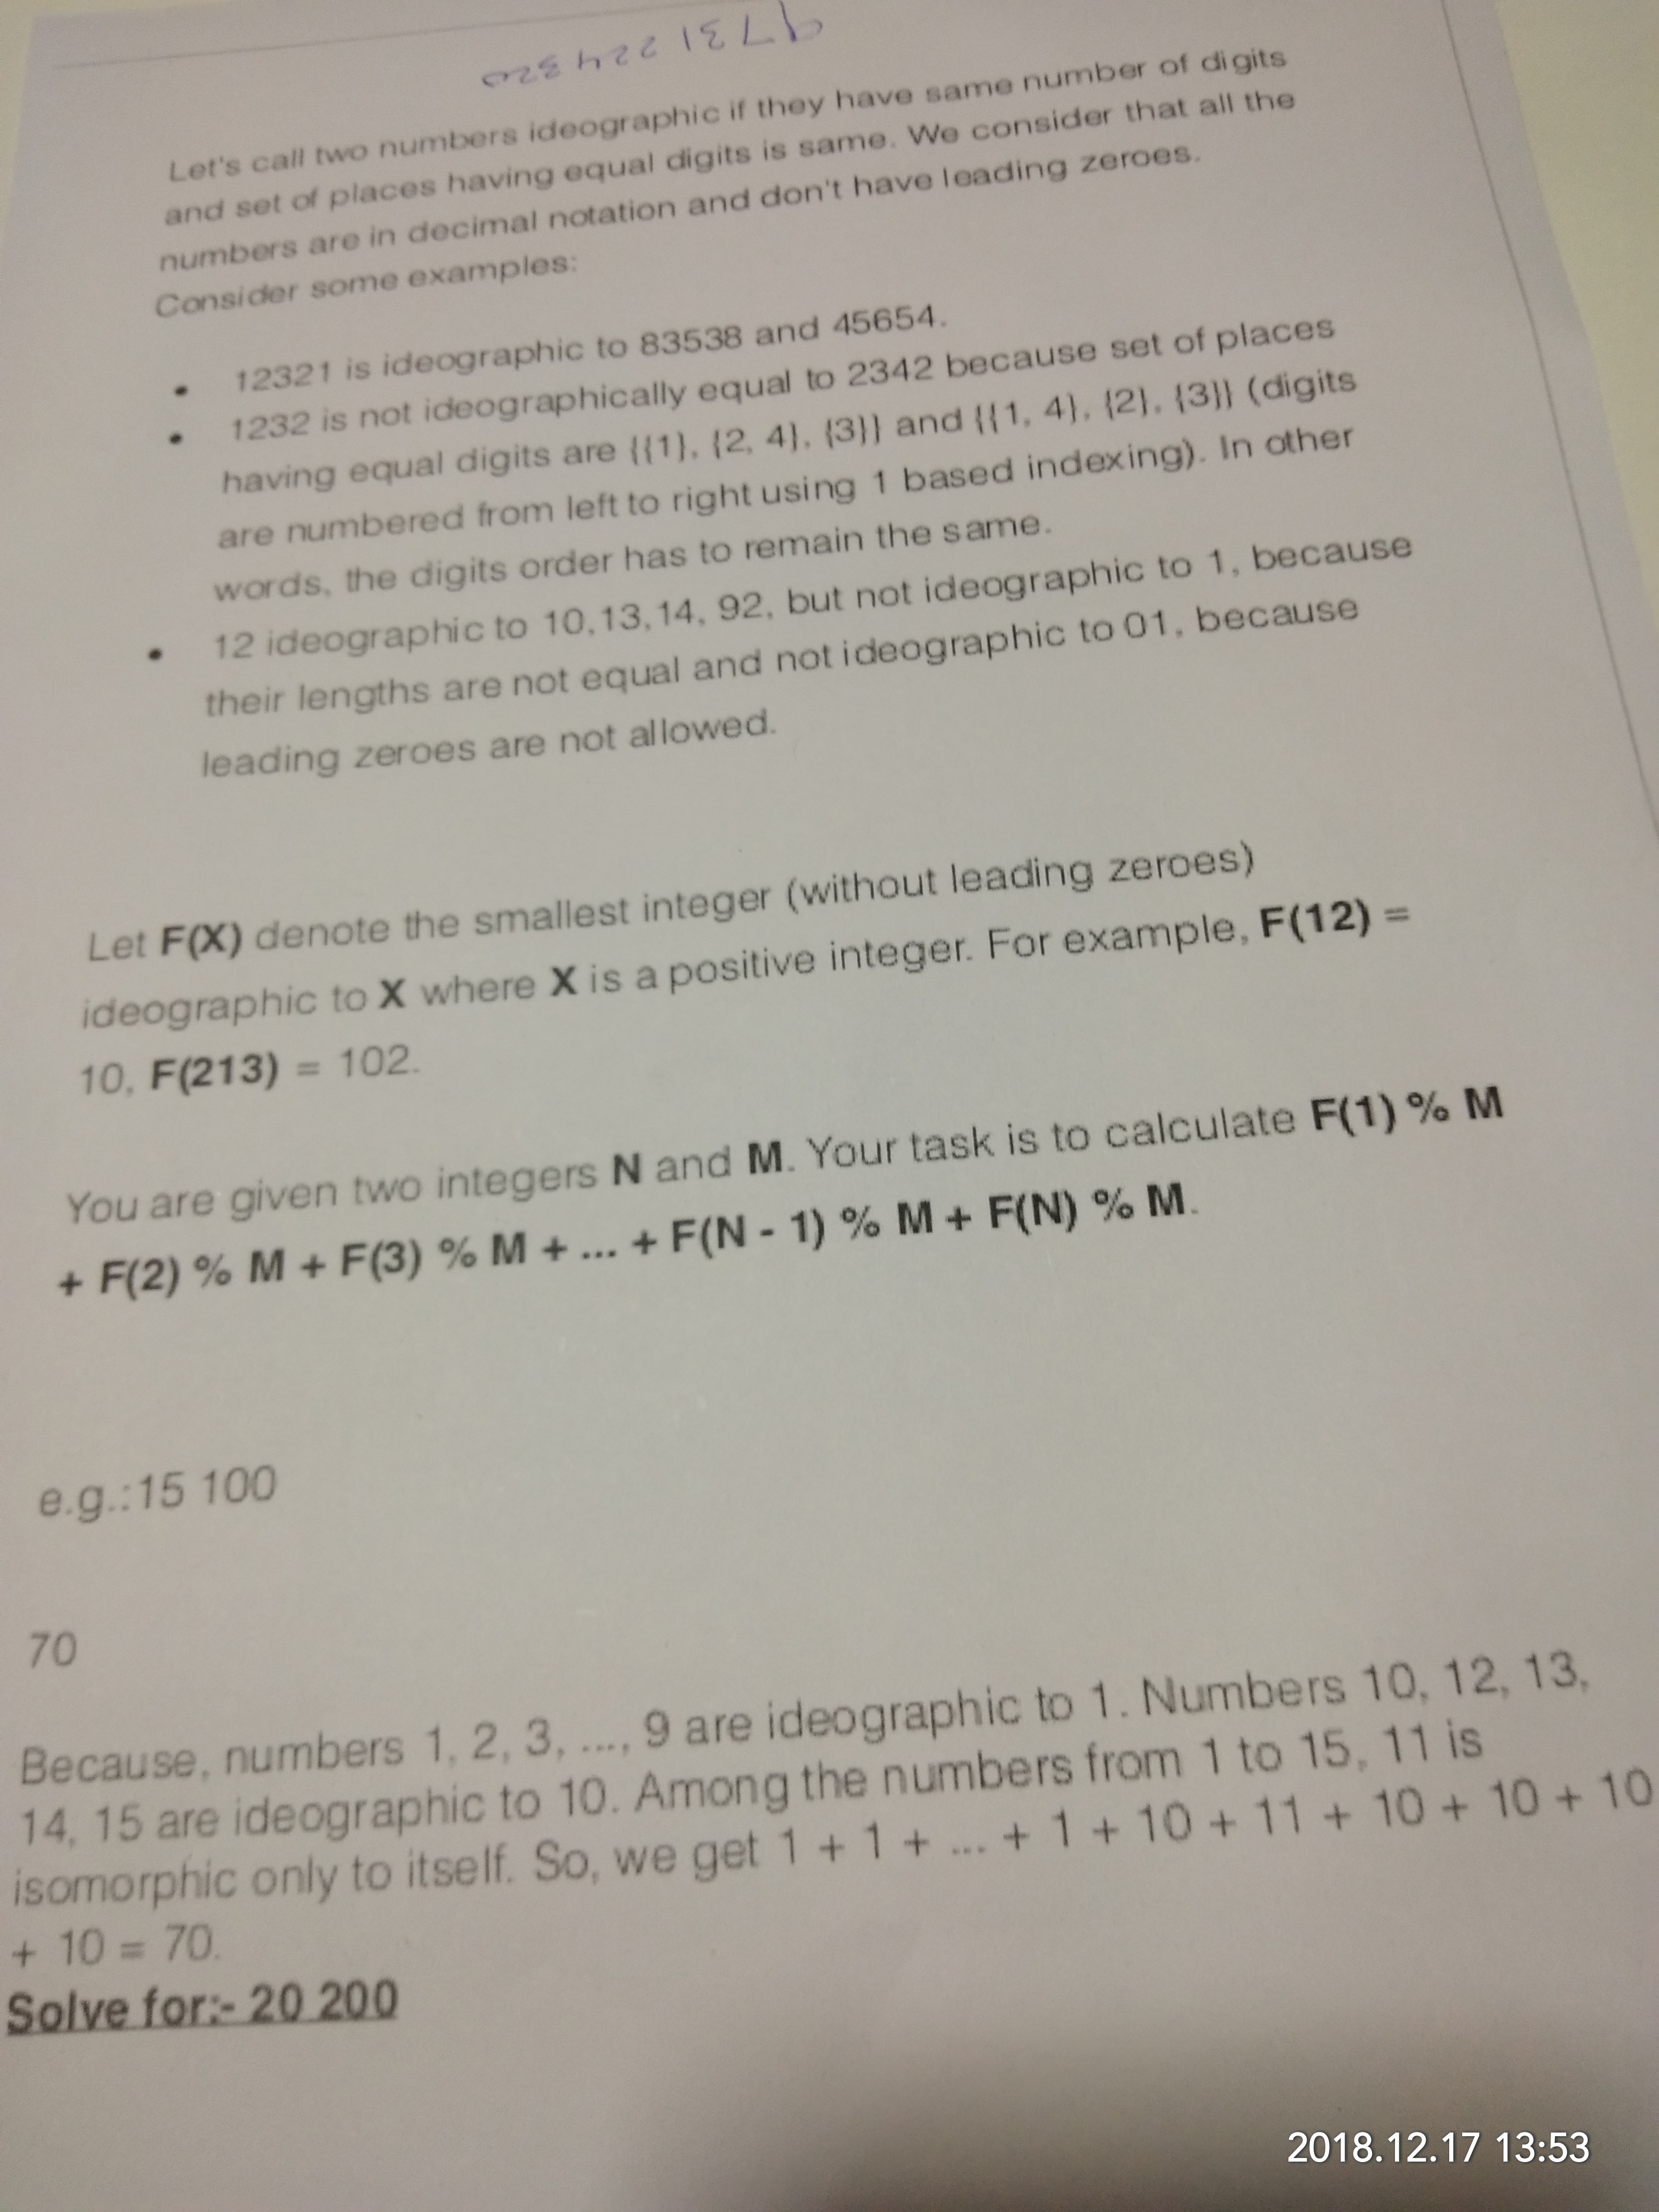 9731 224 320
Let's call two numbers ideographic if they have same number of digits
and set of places having equal digits is same. We consider that all the
numbers are in decimal notation and don't have leading zeroes.
Consider some examples:
• 12321 is ideographic to 83538 and 45654.
• 1232 is not ideographically equal to 2342 because set of places
having equal digits are {{1}, {2, 4}, {3}} and {{1, 4}, {2}, {3}} (digits
are numbered from left to right using 1 based indexing). In other
words, the digits order has to remain the same.
• 12 ideographic to 10,13,14, 92, but not ideographic to 1, because
their lengths are not equal and not ideographic to 01, because
leading zeroes are not allowed.
Let F(X) denote the smallest integer (without leading zeroes)
ideographic to X where X is a positive integer. For example, F(12) =
10, F(213) = 102.
You are given two integers N and M. Your task is to calculate F(1) % M
+ F(2) % M + F(3) % M + ... + F(N - 1) % M + F(N) % M.
e.g.:15 100
70
Because, numbers 1, 2, 3, ..., 9 are ideographic to 1. Numbers 10, 12, 13,
14, 15 are ideographic to 10. Among the numbers from 1 to 15, 11 is
isomorphic only to itself. So, we get 1 + 1 + ... + 1 + 10 + 11 + 10 + 10 + 10
+ 10 = 70.
Solve for:- 20 200
2018.12.17 13:53